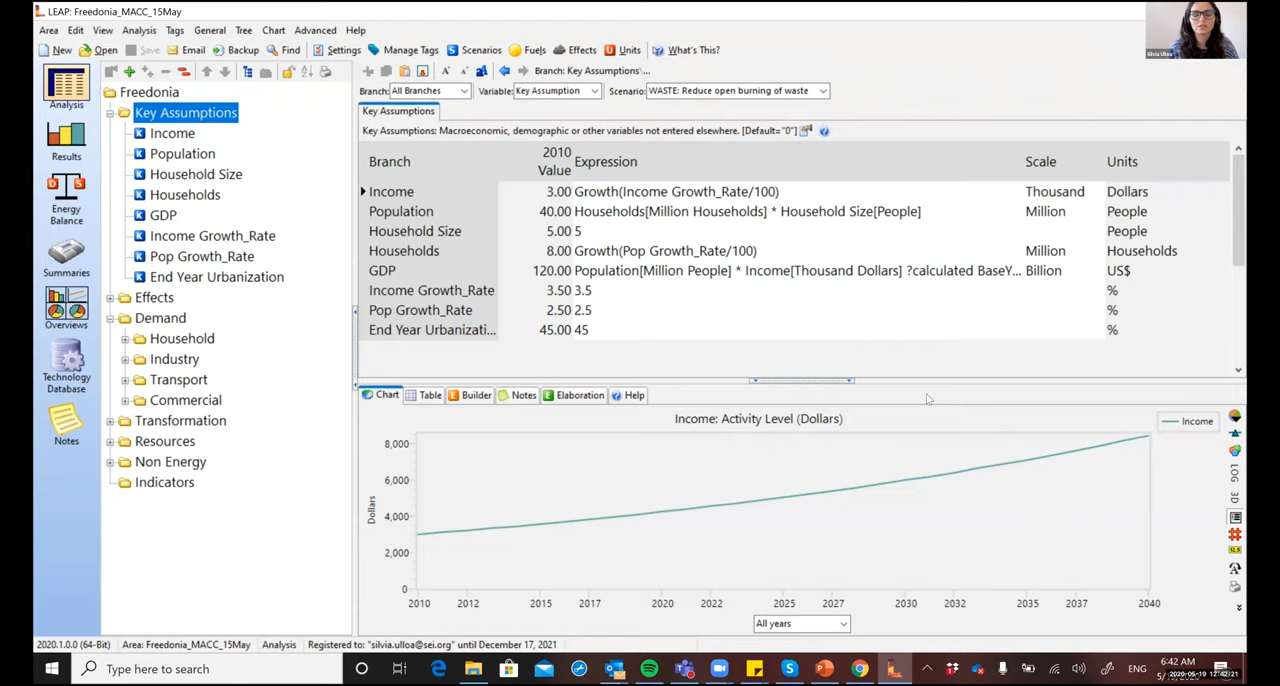 LEAP: Freedonia_MACC_15May
Area Edit View Analysis Tags General Tree Chart Advanced Help
New Open Save Email Backup Find Settings Manage Tags Scenarios Fuels Effects Units What's This?
Silvia Ulloa
Branch: Key Assumptions\...
Branch: All Branches Variable: Key Assumption Scenario: WASTE: Reduce open burning of waste
Analysis
Results
Energy Balance
Summaries
Overviews
Technology Database
Notes
Freedonia
Key Assumptions
Income
Population
Household Size
Households
GDP
Income Growth_Rate
Pop Growth_Rate
End Year Urbanization
Effects
Demand
Household
Industry
Transport
Commercial
Transformation
Resources
Non Energy
Indicators
Key Assumptions
Key Assumptions: Macroeconomic, demographic or other variables not entered elsewhere. [Default="0"]
Branch 2010 Value Expression Scale Units
Income 3.00 Growth(Income Growth_Rate/100) Thousand Dollars
Population 40.00 Households[Million Households] * Household Size[People] Million People
Household Size 5.00 5 People
Households 8.00 Growth(Pop Growth_Rate/100) Million Households
GDP 120.00 Population[Million People] * Income[Thousand Dollars] ?calculated BaseY... Billion US$
Income Growth_Rate 3.50 3.5 %
Pop Growth_Rate 2.50 2.5 %
End Year Urbanizati... 45.00 45 %
Chart Table Builder Notes Elaboration Help
Income: Activity Level (Dollars)
Income
Dollars
8,000
6,000
4,000
2,000
0
2010 2012 2015 2017 2020 2022 2025 2027 2030 2032 2035 2037 2040
All years
LOG
3D
2020.1.0.0 (64-Bit) Area: Freedonia_MACC_15May Analysis Registered to: "silvia.ulloa@sei.org" until December 17, 2021
Type here to search
ENG
6:42 AM
2020-05-19 12:42:21